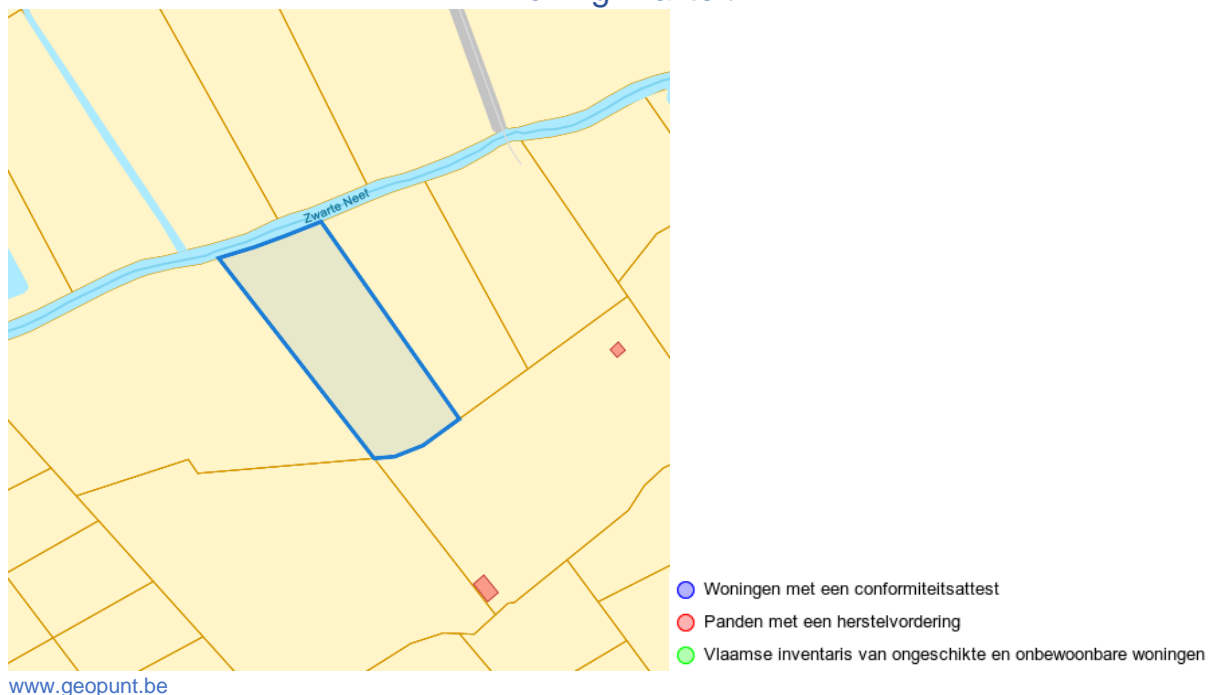 Zwarte Neet
Woningen met een conformiteitsattest
Panden met een herstelvordering
Vlaamse inventaris van ongeschikte en onbewoonbare woningen
www.geopunt.be